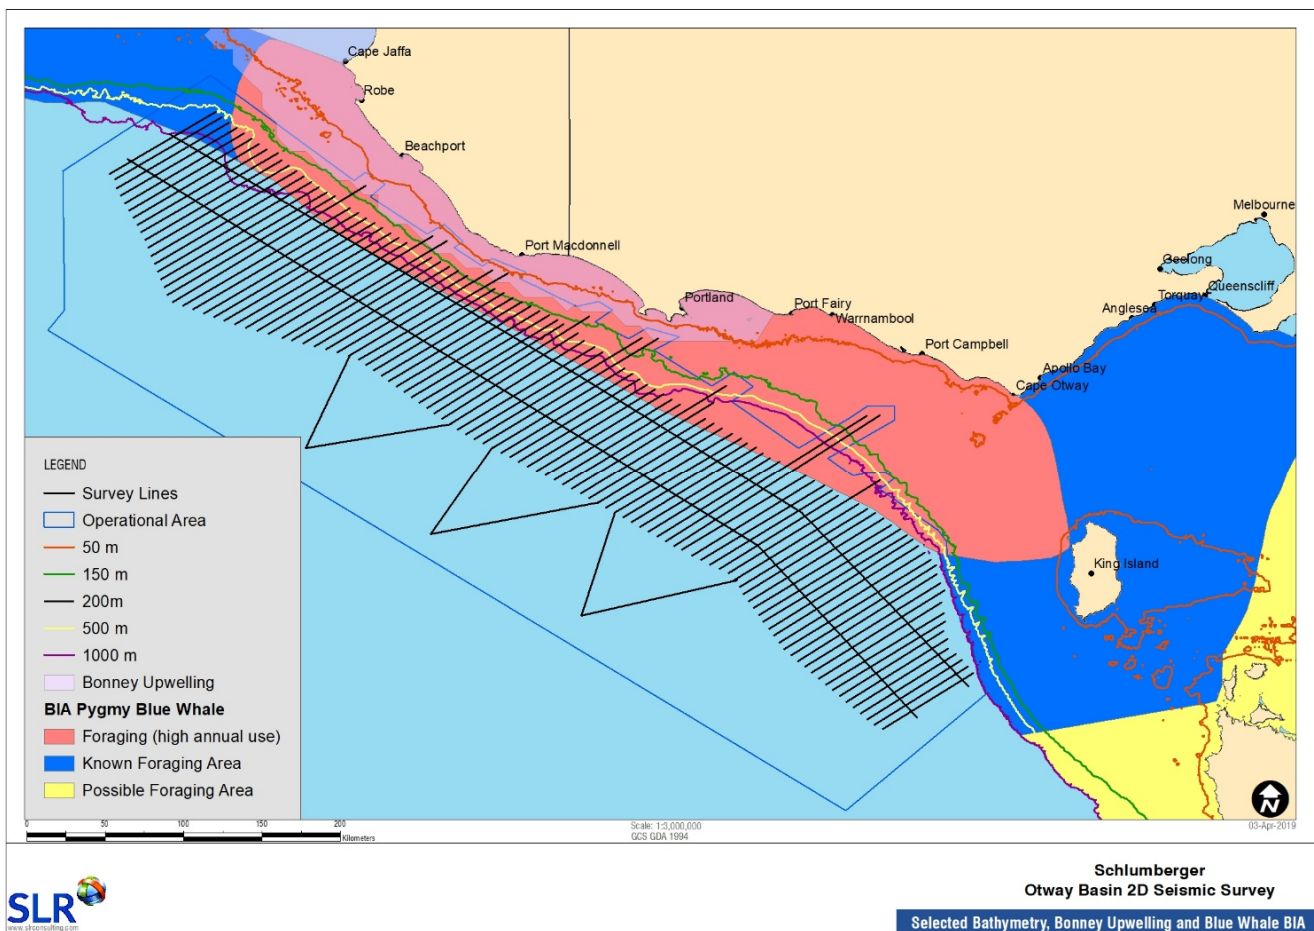 Cape Jaffa
Robe
Beachport
Port Macdonnell
Portland
Port Fairy
Warrnambool
Port Campbell
Cape Otway
Apollo Bay
Anglesea
Torquay
Queenscliff
Geelong
Melbourne
King Island
LEGEND
Survey Lines
Operational Area
50 m
150 m
200m
500 m
1000 m
Bonney Upwelling
BIA Pygmy Blue Whale
Foraging (high annual use)
Known Foraging Area
Possible Foraging Area
0 50 100 150 200
Kilometers
Scale: 1:3,000,000
GCS GDA 1994
N
03-Apr-2019
SLR
www.slrconsulting.com
Schlumberger
Otway Basin 2D Seismic Survey
Selected Bathymetry, Bonney Upwelling and Blue Whale BIA